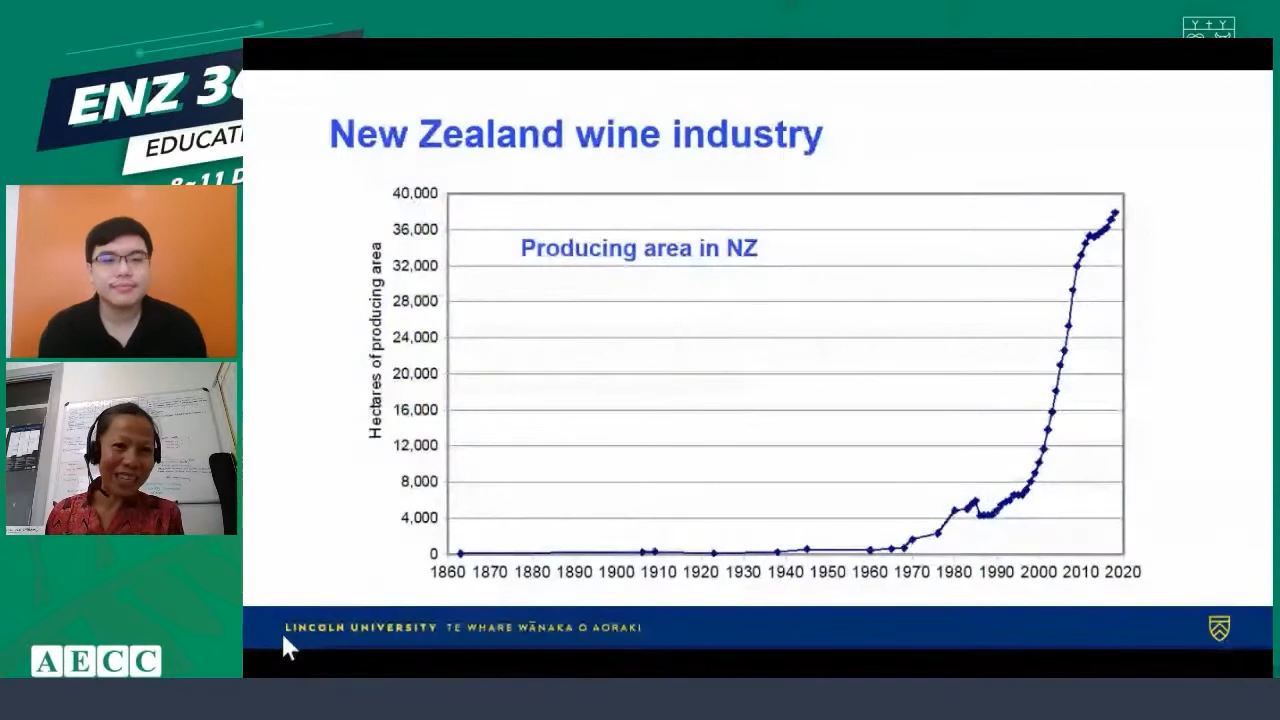 ENZ 3
EDUCATI
8-11 D
New Zealand wine industry
Producing area in NZ
Hectares of producing area
40,000
36,000
32,000
28,000
24,000
20,000
16,000
12,000
8,000
4,000
0
1860 1870 1880 1890 1900 1910 1920 1930 1940 1950 1960 1970 1980 1990 2000 2010 2020
LINCOLN UNIVERSITY TE WHARE WĀNAKA O AORAKI
AECC